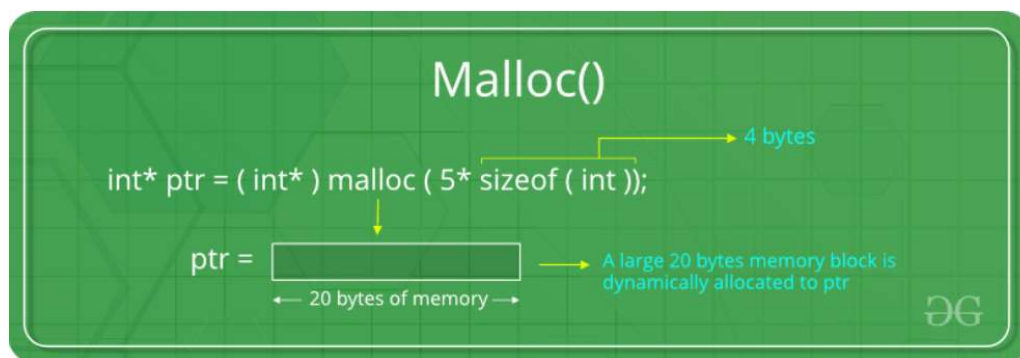 Malloc()
4 bytes
int* ptr = ( int* ) malloc ( 5* sizeof ( int ));
ptr =
A large 20 bytes memory block is
dynamically allocated to ptr
20 bytes of memory